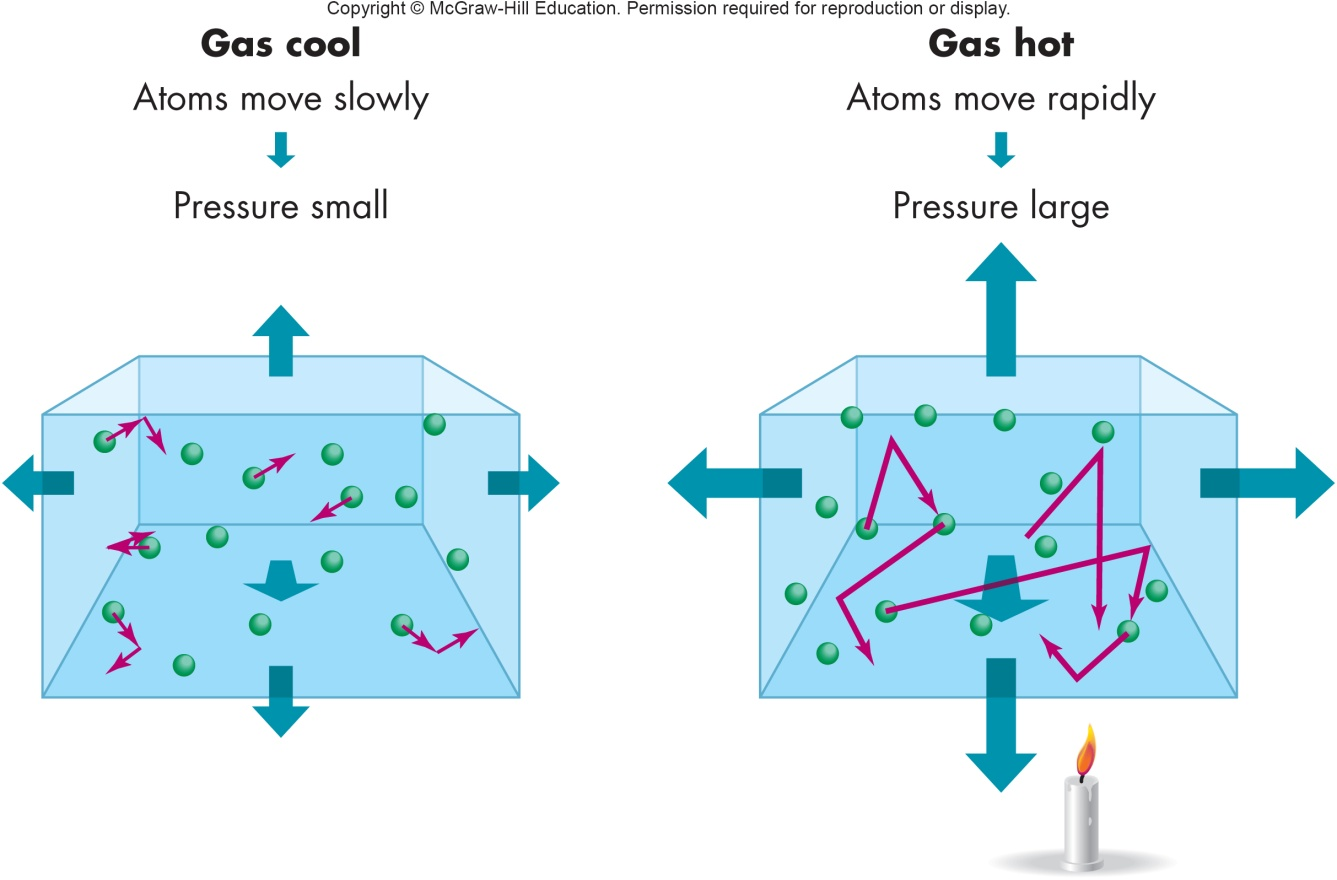 Copyright © McGraw-Hill Education. Permission required for reproduction or display.
Gas cool
Atoms move slowly
Pressure small
Gas hot
Atoms move rapidly
Pressure large